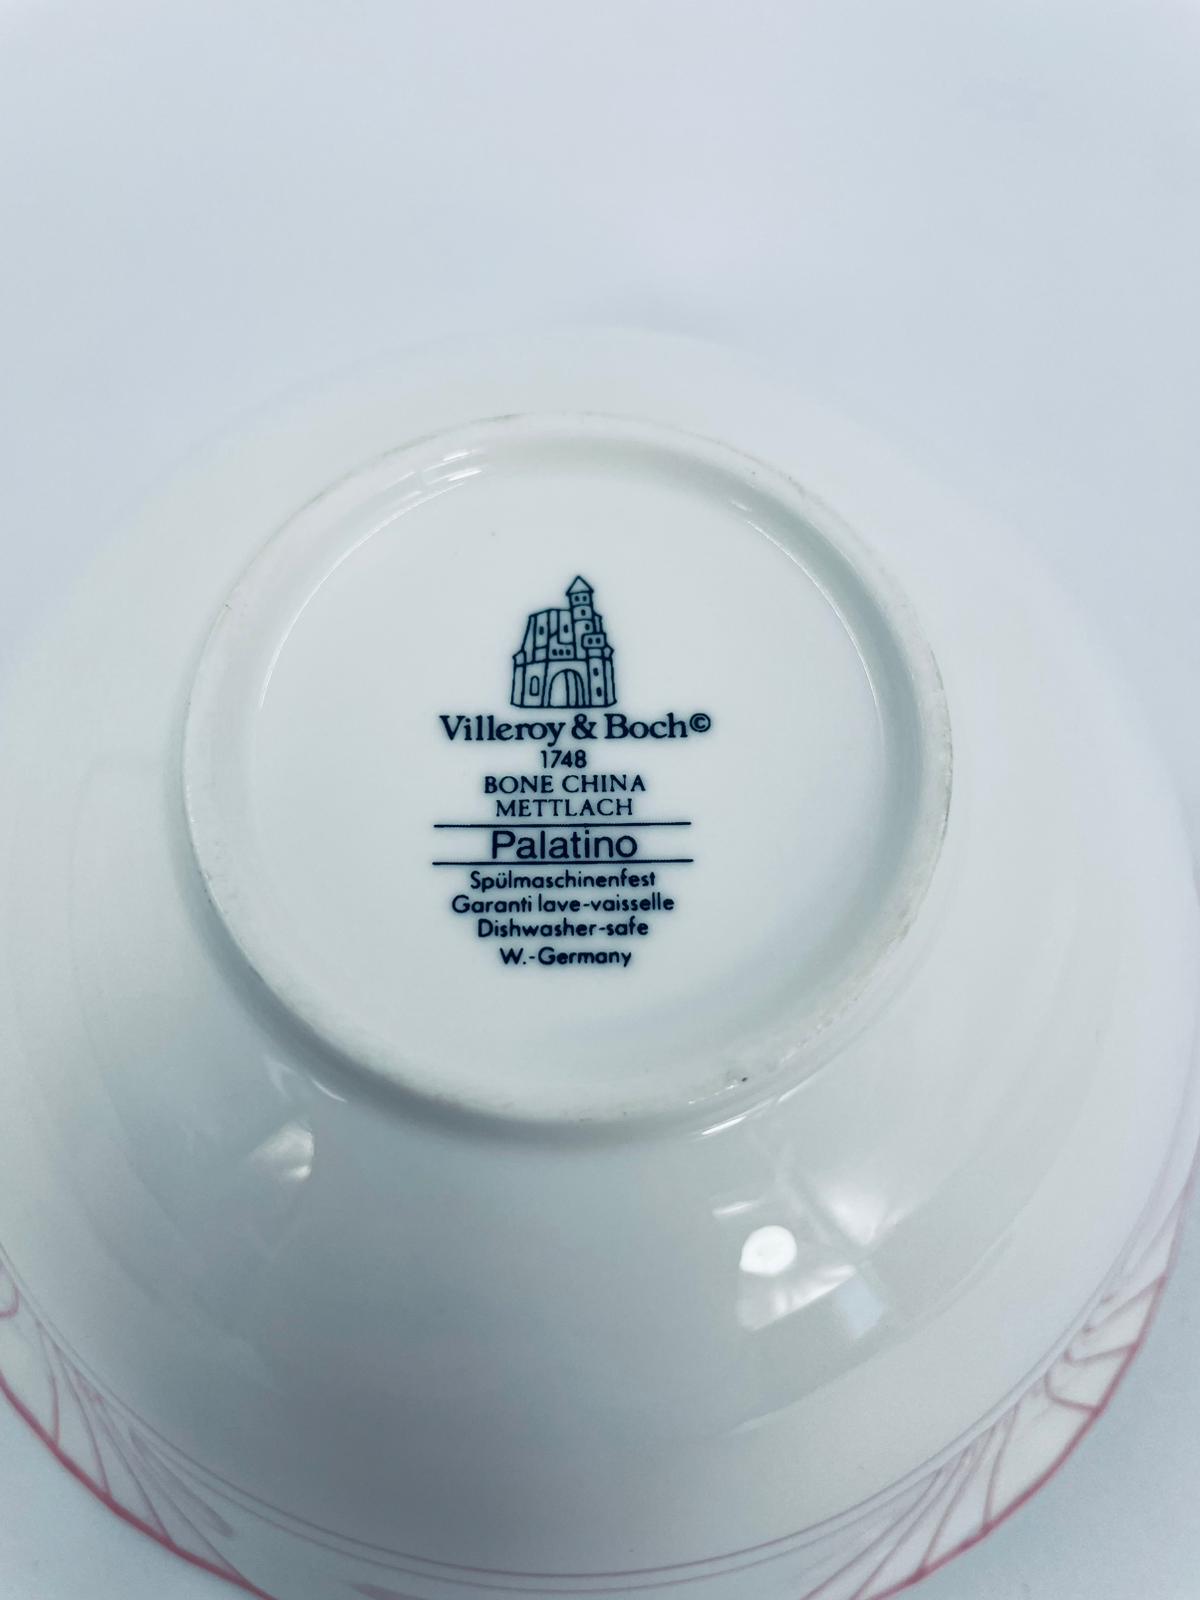 Villeroy & Boch©
1748
BONE CHINA
METTLACH
Palatino
Spülmaschinenfest
Garanti lave-vaisselle
Dishwasher-safe
W.-Germany